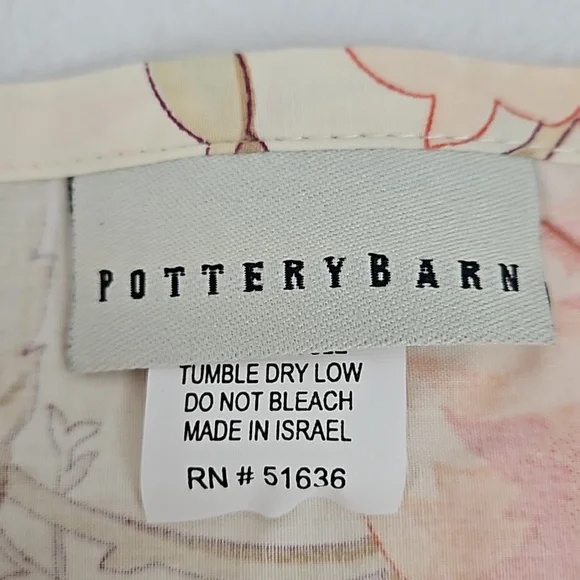 POTTERYBARN
TUMBLE DRY LOW
DO NOT BLEACH
MADE IN ISRAEL
RN # 51636